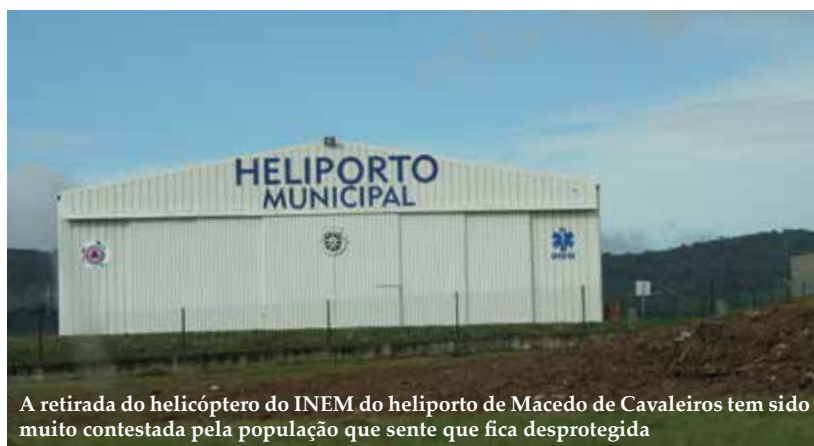 HELIPORTO
MUNICIPAL
INEM
A retirada do helicóptero do INEM do heliporto de Macedo de Cavaleiros tem sido
muito contestada pela população que sente que fica desprotegida